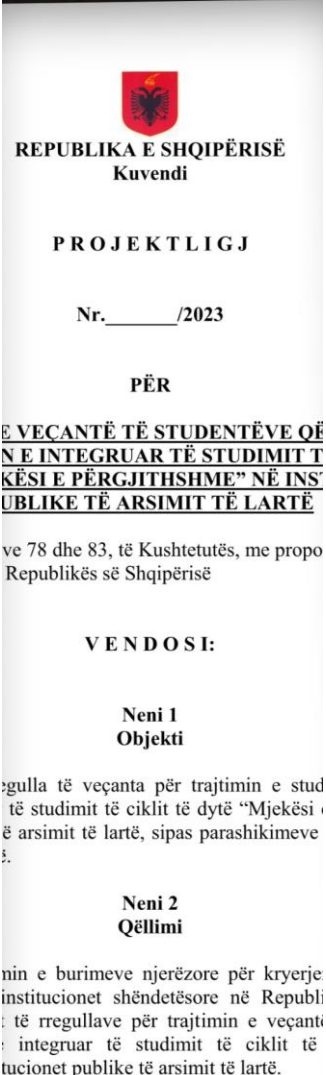 REPUBLIKA E SHQIPËRISË
Kuvendi
P R O J E K T L I G J
Nr.________/2023
PËR
E VEÇANTË TË STUDENTËVE QË
N E INTEGRUAR TË STUDIMIT T
KËSI E PËRGJITHSHME” NË INST
UBLIKE TË ARSIMIT TË LARTË
ve 78 dhe 83, të Kushtetutës, me propo
Republikës së Shqipërisë
V E N D O S I:
Neni 1
Objekti
egulla të veçanta për trajtimin e stud
të studimit të ciklit të dytë “Mjekësi
ë arsimit të lartë, sipas parashikimeve
ë.
Neni 2
Qëllimi
min e burimeve njerëzore për kryerje
institucionet shëndetësore në Republi
të rregullave për trajtimin e veçantë
integruar të studimit të ciklit të
tucionet publike të arsimit të lartë.